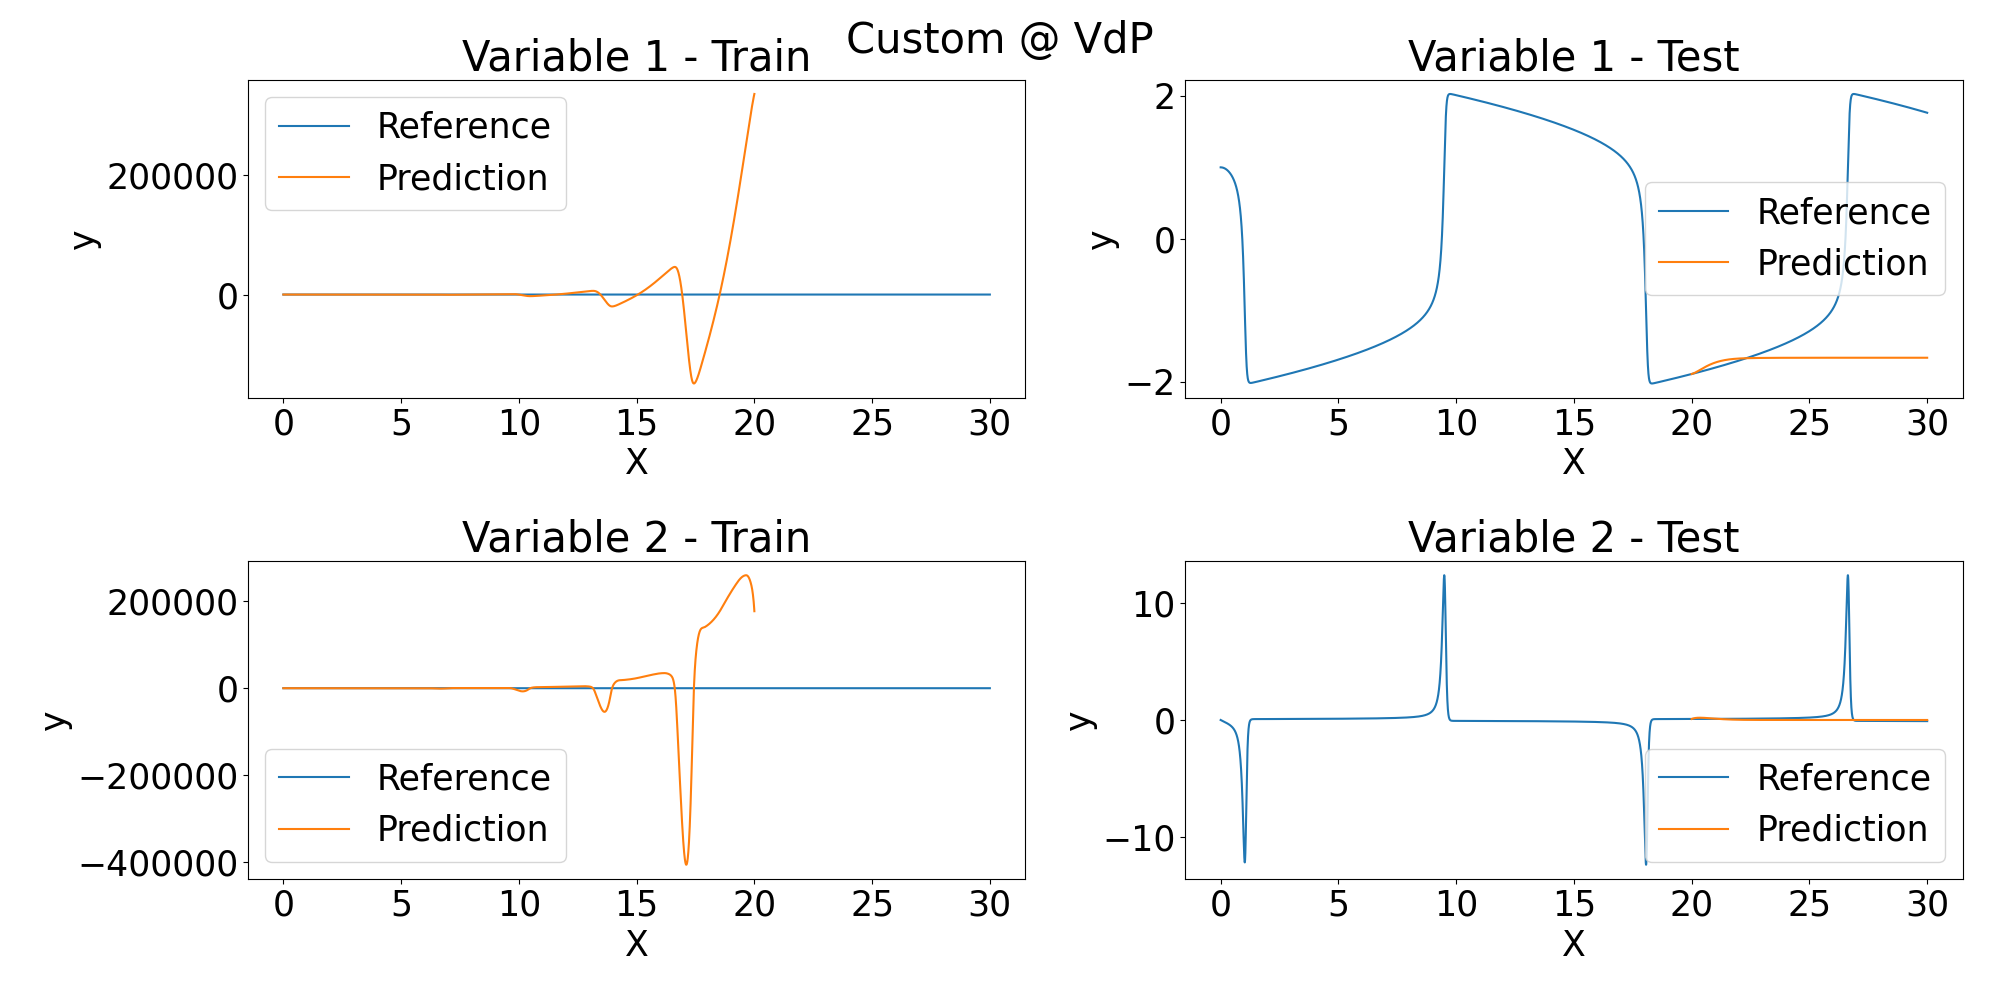 Custom @ VdP
Variable 1 - Train
Reference
Prediction
200000
0
y
0 5 10 15 20 25 30
X
Variable 1 - Test
2
0
−2
y
Reference
Prediction
0 5 10 15 20 25 30
X
Variable 2 - Train
200000
0
−200000
−400000
y
Reference
Prediction
0 5 10 15 20 25 30
X
Variable 2 - Test
10
0
−10
y
Reference
Prediction
0 5 10 15 20 25 30
X